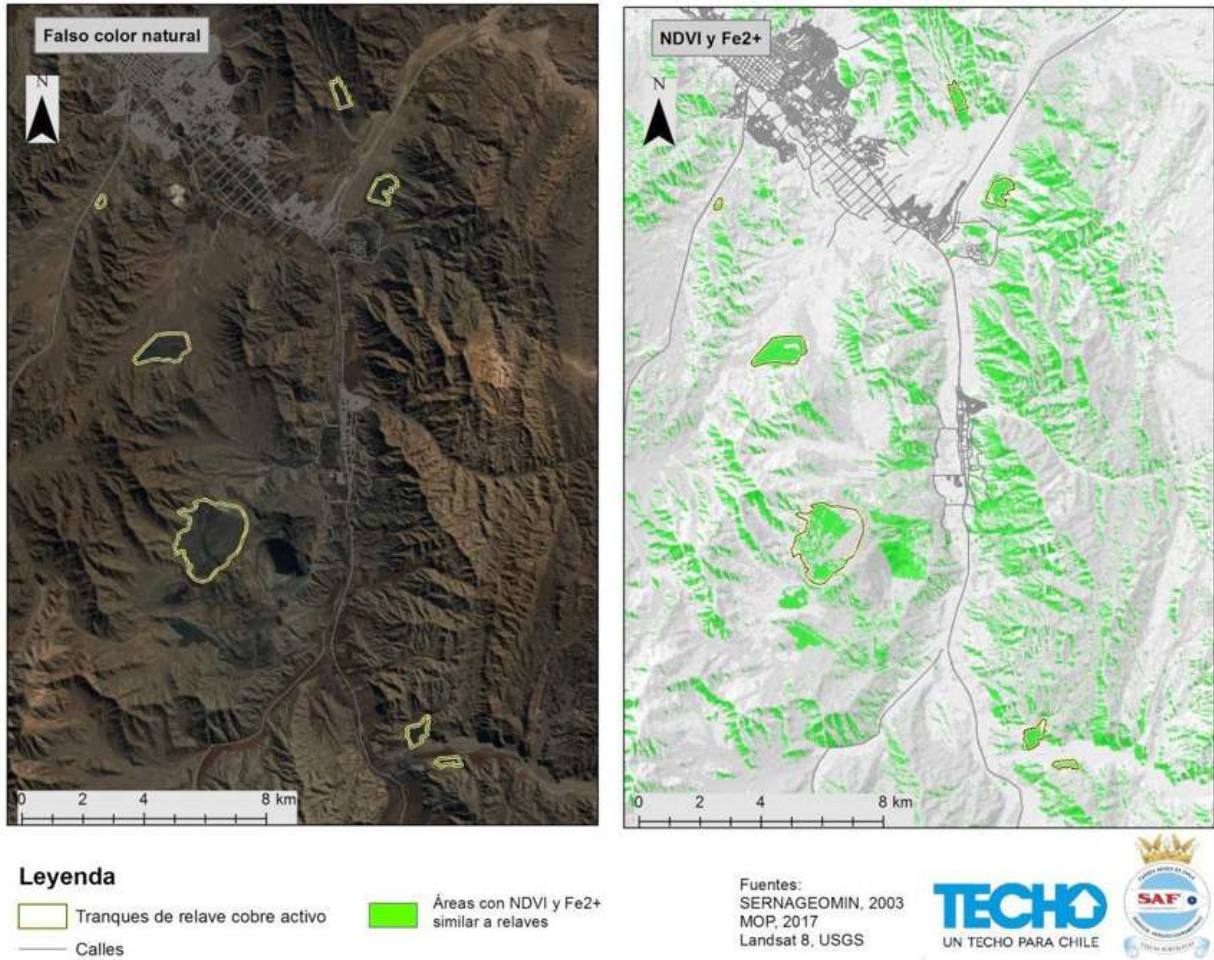 Falso color natural
N
0 2 4 8 km
NDVI y Fe2+
N
0 2 4 8 km
Leyenda
Tranques de relave cobre activo
Calles
Áreas con NDVI y Fe2+
similar a relaves
Fuentes:
SERNAGEOMIN, 2003
MOP, 2017
Landsat 8, USGS
TECHO
UN TECHO PARA CHILE
SAF